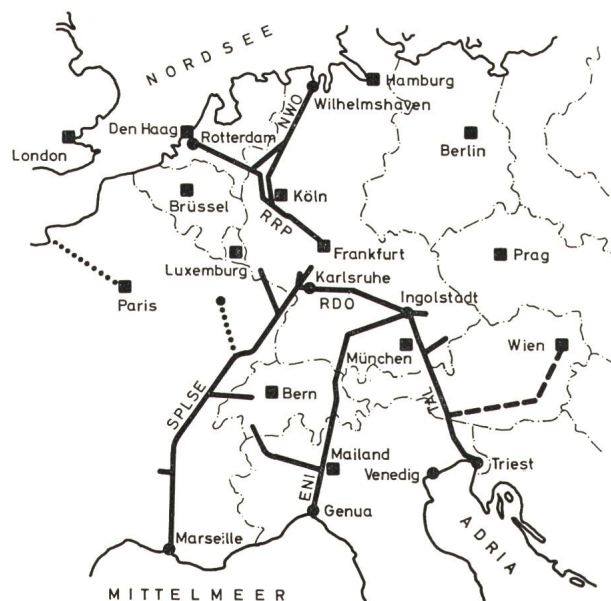 NORDSEE
Hamburg
Wilhelmshaven
NWO
Den Haag
Rotterdam
London
Berlin
Brüssel
Köln
RRP
Frankfurt
Luxemburg
Prag
Paris
Karlsruhe
RDO
Ingolstadt
München
Wien
Bern
SPLSE
TAL
Mailand
Venedig
Triest
ENI
Genua
Marseille
ADRIA
MITTELMEER